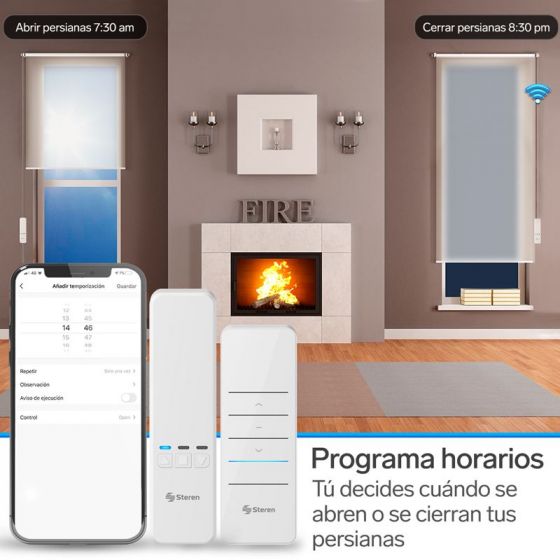 Abrir persianas 7:30 am
Cerrar persianas 8:30 pm
FIRE
Añadir temporización
Guardar
12 44
13 45
14 46
15 47
16 48
Repetir
Solo una vez >
Observación
Aviso de ejecución
Control
Open >
Steren
Steren
Programa horarios
Tú decides cuándo se
abren o se cierran tus
persianas